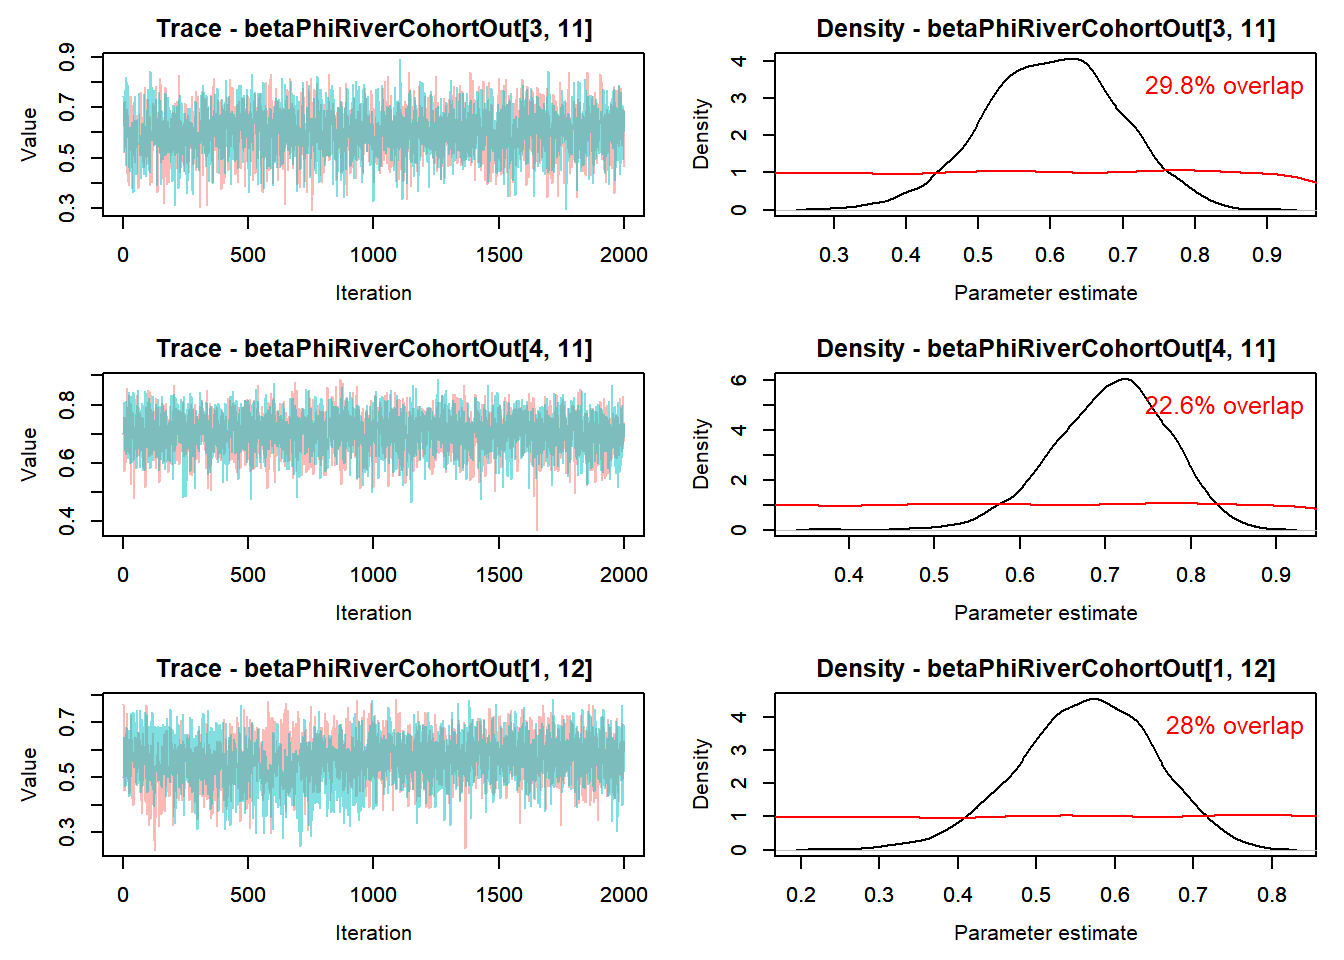 Trace - betaPhiRiverCohortOut[3, 11]
Value
0.3 0.5 0.7 0.9
0 500 1000 1500 2000
Iteration
Density - betaPhiRiverCohortOut[3, 11]
29.8% overlap
Density
0 1 2 3 4
0.3 0.4 0.5 0.6 0.7 0.8 0.9
Parameter estimate
Trace - betaPhiRiverCohortOut[4, 11]
Value
0.4 0.6 0.8
0 500 1000 1500 2000
Iteration
Density - betaPhiRiverCohortOut[4, 11]
22.6% overlap
Density
0 2 4 6
0.4 0.5 0.6 0.7 0.8 0.9
Parameter estimate
Trace - betaPhiRiverCohortOut[1, 12]
Value
0.3 0.5 0.7
0 500 1000 1500 2000
Iteration
Density - betaPhiRiverCohortOut[1, 12]
28% overlap
Density
0 1 2 3 4
0.2 0.3 0.4 0.5 0.6 0.7 0.8
Parameter estimate